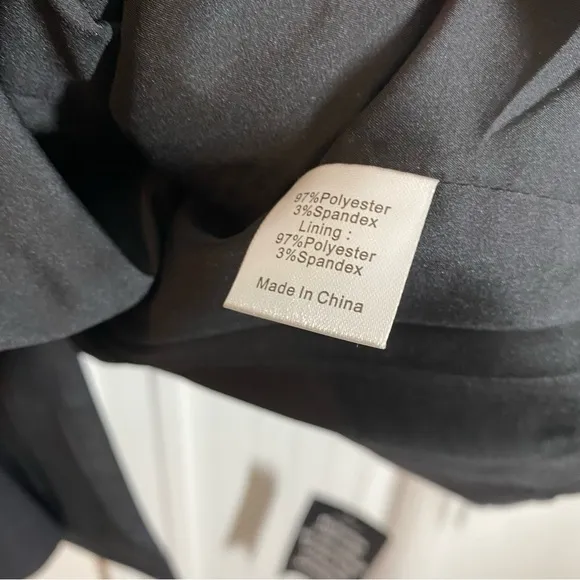 97%Polyester
3%Spandex
Lining :
97%Polyester
3%Spandex
Made In China